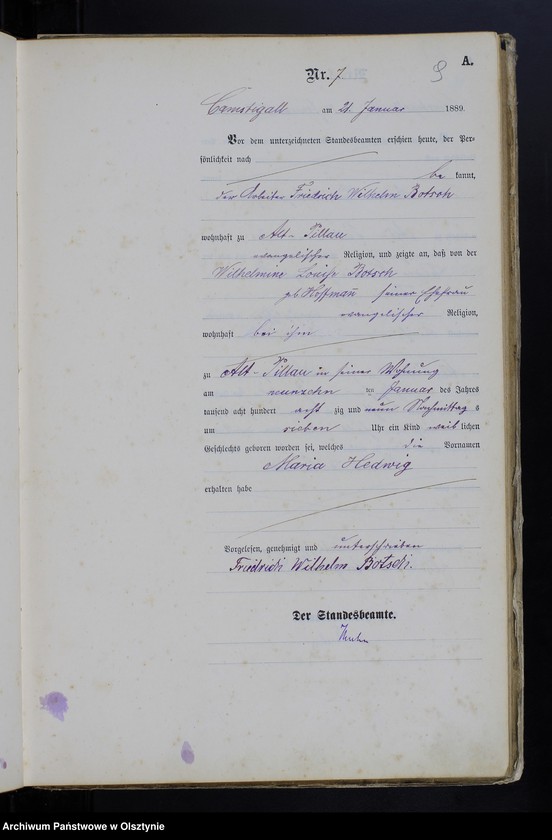 A.
Nr. 7
9
Camstigall am 21. Januar 1889.
Vor dem unterzeichneten Standesbeamten erschien heute, der Per-
sönlichkeit nach
be kannt,
der Arbeiter Friedrich Wilhelm Botsch
wohnhaft zu Alt-Pillau
evangelischer Religion, und zeigte an, daß von der
Wilhelmine Louise Botsch
geb. Hoffmañ seiner Ehefrau
evangelischer Religion,
wohnhaft bei ihm
zu Alt-Pillau in seiner Wohnung
am neunzehn ten Januar des Jahres
tausend acht hundert acht zig und neun Nachmittag s
um sieben Uhr ein Kind weib lichen
Geschlechts geboren worden sei, welches die Vornamen
Maria Hedwig
erhalten habe
Vorgelesen, genehmigt und unterschrieben
Friedrich Wilhelm Botsch.
Der Standesbeamte.
Archiwum Państwowe w Olsztynie